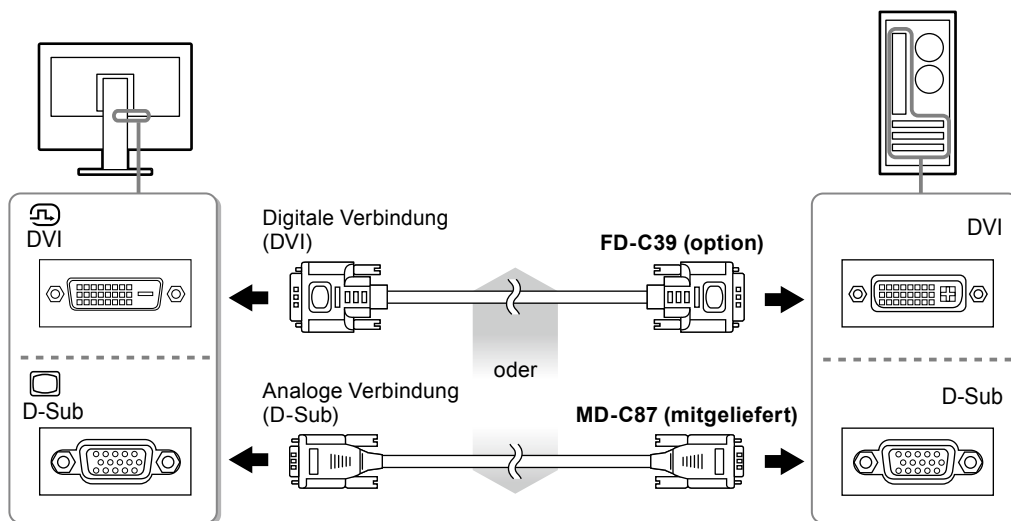 DVI
Digitale Verbindung
(DVI)
FD-C39 (option)
DVI
oder
D-Sub
Analoge Verbindung
(D-Sub)
MD-C87 (mitgeliefert)
D-Sub